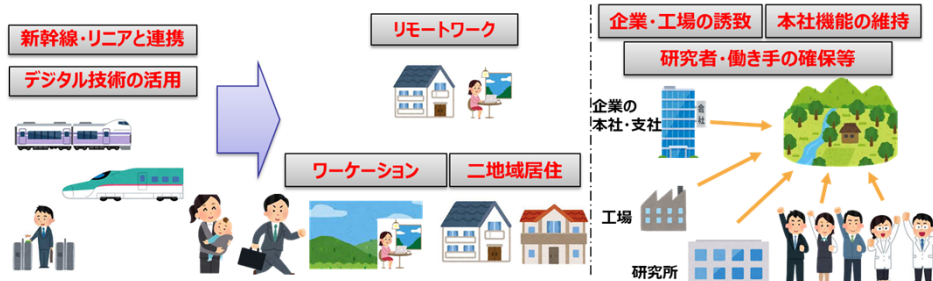 新幹線・リニアと連携
デジタル技術の活用
リモートワーク
ワーケーション
二地域居住
企業・工場の誘致
本社機能の維持
研究者・働き手の確保等
企業の
本社・支社
会社
工場
研究所